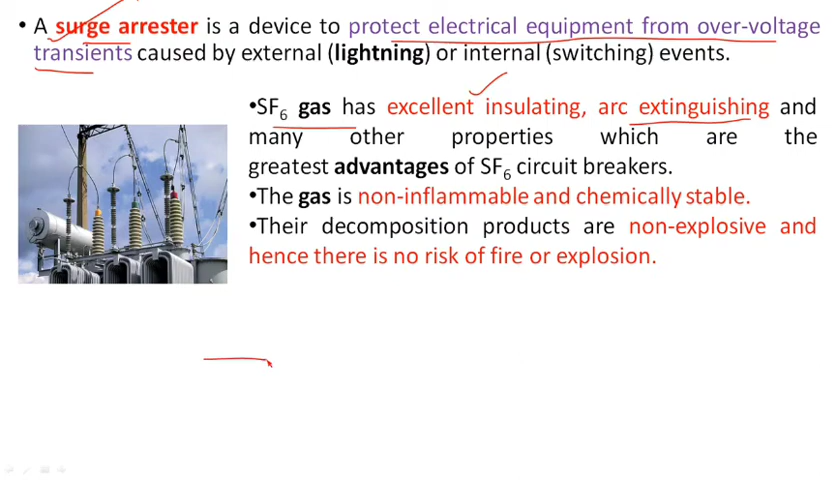 • A surge arrester is a device to protect electrical equipment from over-voltage
transients caused by external (lightning) or internal (switching) events.
•SF6 gas has excellent insulating, arc extinguishing and
many other properties which are the
greatest advantages of SF6 circuit breakers.
•The gas is non-inflammable and chemically stable.
•Their decomposition products are non-explosive and
hence there is no risk of fire or explosion.